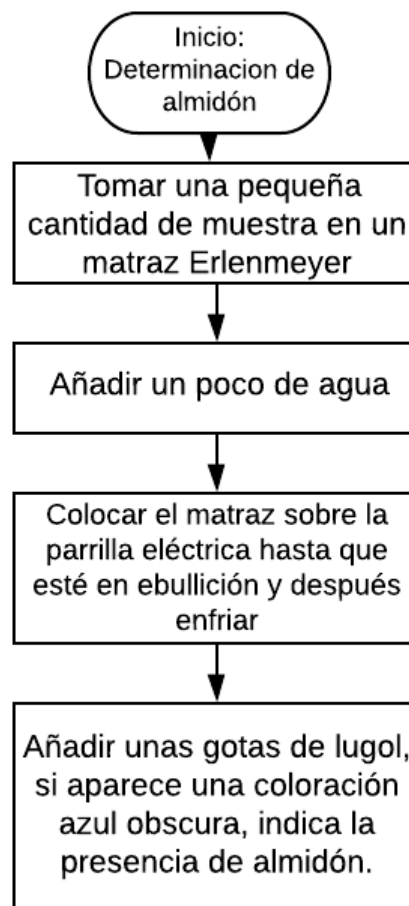 Inicio:
Determinacion de
almidón
Tomar una pequeña
cantidad de muestra en un
matraz Erlenmeyer
Añadir un poco de agua
Colocar el matraz sobre la
parrilla eléctrica hasta que
esté en ebullición y después
enfriar
Añadir unas gotas de lugol,
si aparece una coloración
azul obscura, indica la
presencia de almidón.